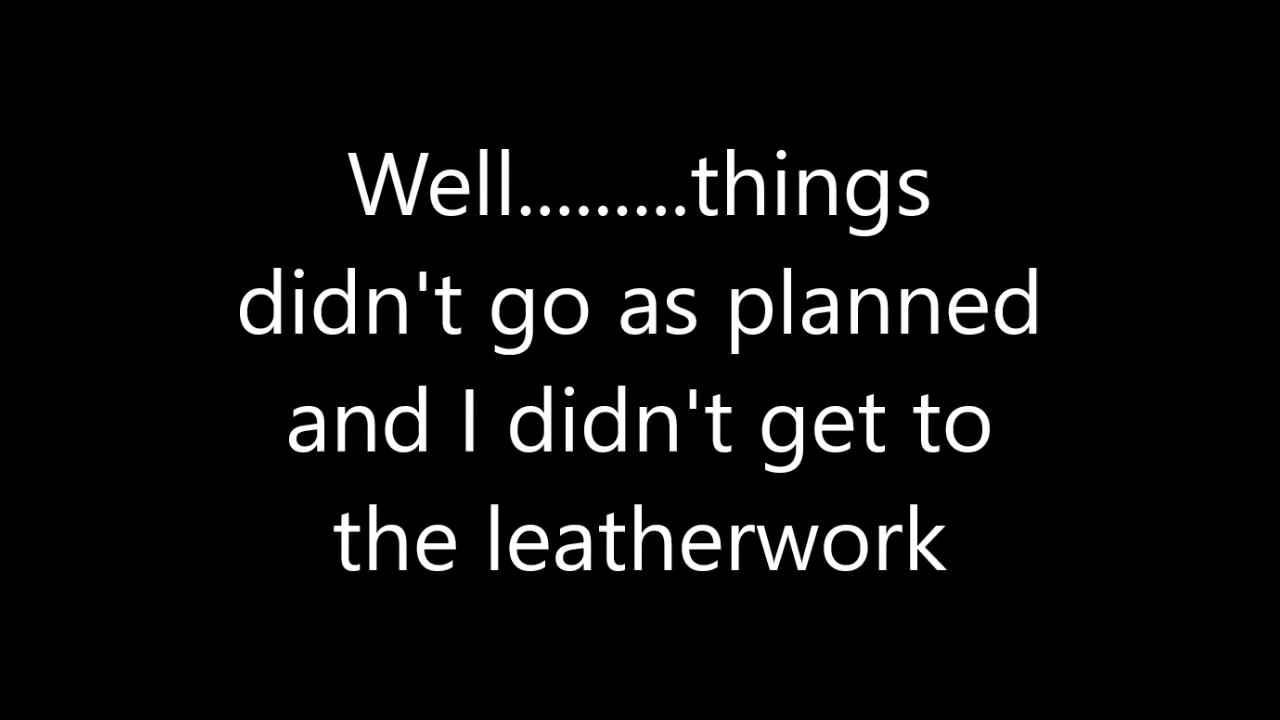 Well.........things
didn't go as planned
and I didn't get to
the leatherwork